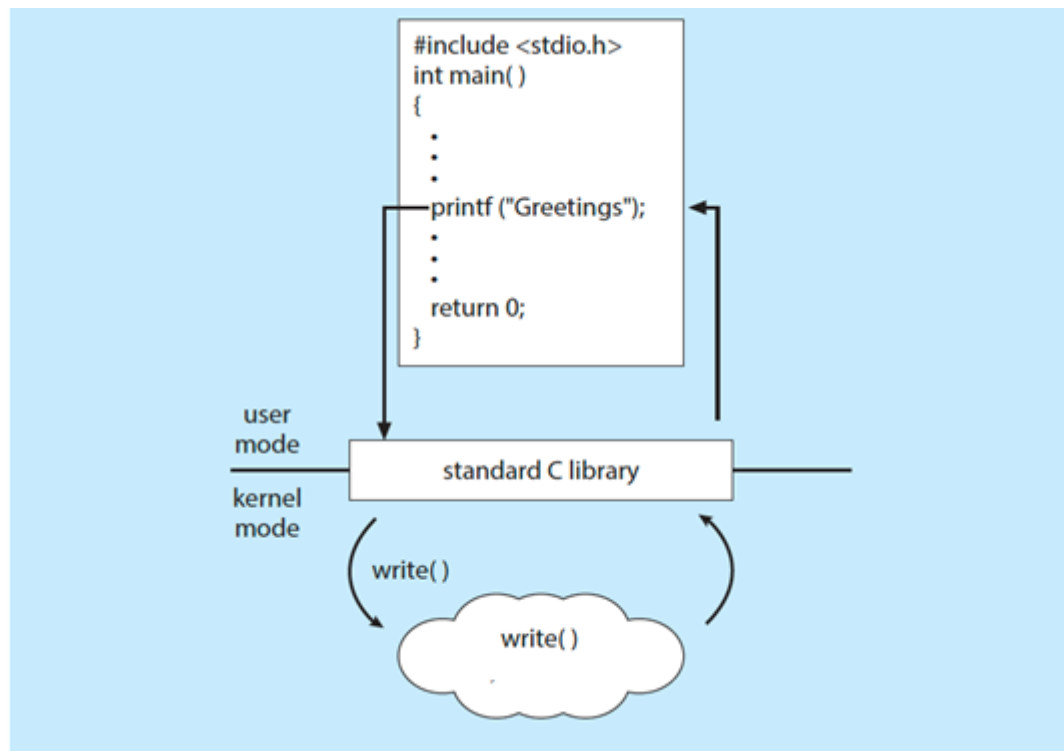 #include <stdio.h>
int main( )
{
•
•
•
printf ("Greetings");
•
•
•
return 0;
}
user
mode
standard C library
kernel
mode
write( )
write( )